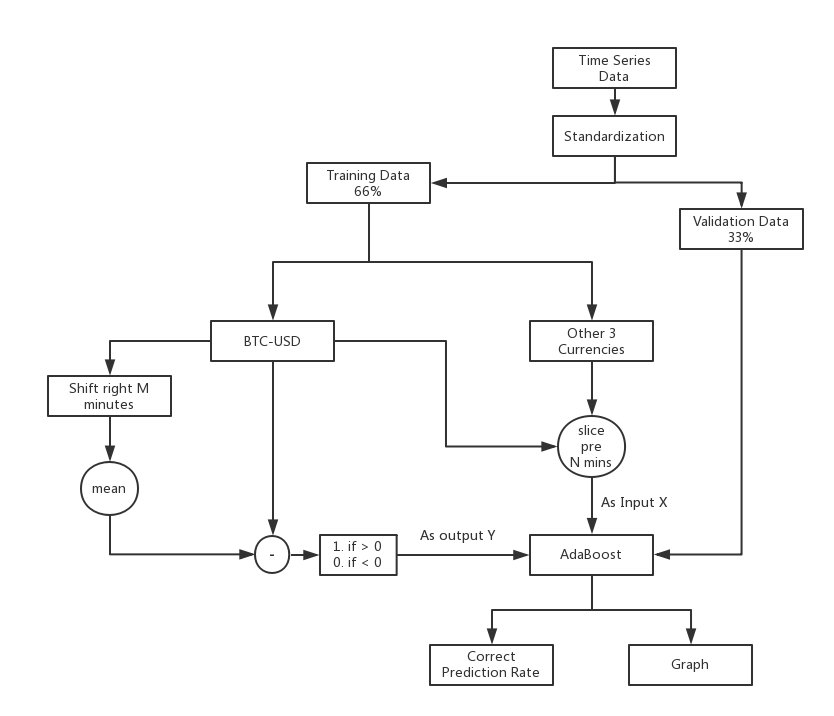 Time Series
Data
Standardization
Training Data
66%
Validation Data
33%
BTC-USD
Other 3
Currencies
Shift right M
minutes
slice
pre
N mins
mean
As Input X
As output Y
-
1. if > 0
0. if < 0
AdaBoost
Correct
Prediction Rate
Graph